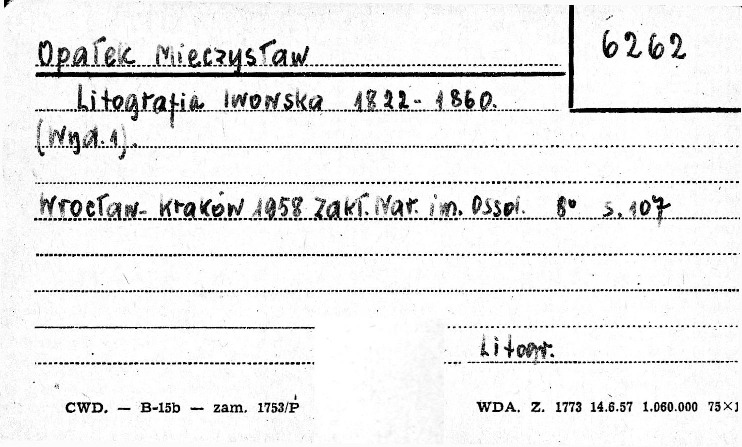 Opałek Mieczysław
6262
Litografia lwowska 1822-1860.
(Wyd. 1).
Wrocław-Kraków 1958 Zakł. Nar. im. Ossol. 8° s. 107
Litogr.
CWD. — B-15b — zam. 1753/P
WDA. Z. 1773 14.6.57 1.060.000 75×1